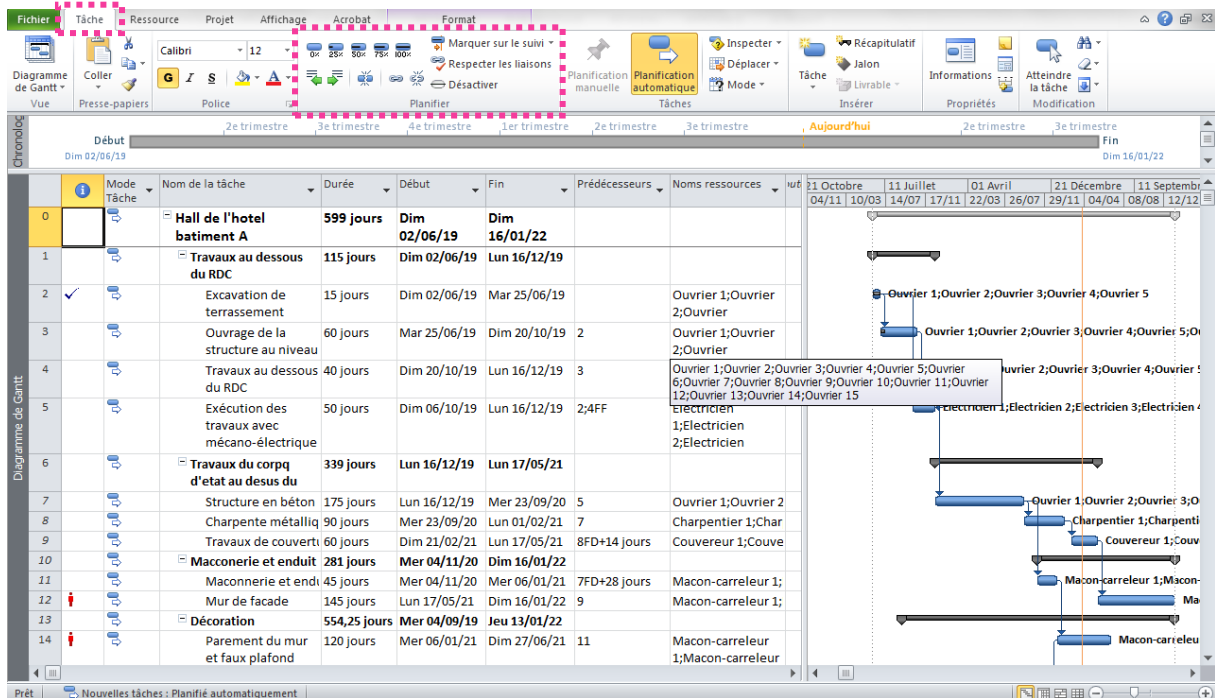 Fichier Tâche Ressource Projet Affichage Acrobat Format
Diagramme de Gantt
Vue
Coller
Presse-papiers
Calibri 12
G I S A
Police
0% 25% 50% 75% 100%
Marquer sur le suivi
Respecter les liaisons
Désactiver
Planifier
Planification manuelle
Planification automatique
Inspecter
Déplacer
Mode
Tâches
Tâche
Récapitulatif
Jalon
Livrable
Insérer
Informations
Propriétés
Atteindre la tâche
Modification
Chronolog
2e trimestre 3e trimestre 4e trimestre 1er trimestre 2e trimestre 3e trimestre Aujourd'hui 2e trimestre 3e trimestre
Début Fin
Dim 02/06/19 Dim 16/01/22
Diagramme de Gantt
Mode Tâche Nom de la tâche Durée Début Fin Prédécesseurs Noms ressources
21 Octobre 11 Juillet 01 Avril 21 Décembre 11 Septembr
04/11 10/03 14/07 17/11 22/03 26/07 29/11 04/04 08/08 12/12
0 Hall de l'hotel batiment A 599 jours Dim 02/06/19 Dim 16/01/22
1 Travaux au dessous du RDC 115 jours Dim 02/06/19 Lun 16/12/19
2 Excavation de terrassement 15 jours Dim 02/06/19 Mar 25/06/19 Ouvrier 1;Ouvrier 2;Ouvrier
Ouvrier 1;Ouvrier 2;Ouvrier 3;Ouvrier 4;Ouvrier 5
3 Ouvrage de la structure au niveau 60 jours Mar 25/06/19 Dim 20/10/19 2 Ouvrier 1;Ouvrier 2;Ouvrier
Ouvrier 1;Ouvrier 2;Ouvrier 3;Ouvrier 4;Ouvrier 5;O
4 Travaux au dessous du RDC 40 jours Dim 20/10/19 Lun 16/12/19 3
Ouvrier 1;Ouvrier 2;Ouvrier 3;Ouvrier 4;Ouvrier 5;Ouvrier
6;Ouvrier 7;Ouvrier 8;Ouvrier 9;Ouvrier 10;Ouvrier 11;Ouvrier
12;Ouvrier 13;Ouvrier 14;Ouvrier 15
uvrier 2;Ouvrier 3;Ouvrier 4;Ouvrier
5 Exécution des travaux avec mécano-électrique 50 jours Dim 06/10/19 Lun 16/12/19 2;4FF Electricien 1;Electricien 2;Electricien
Electricien 1;Electricien 2;Electricien 3;Electricien 4
6 Travaux du corpq d'etat au desus du 339 jours Lun 16/12/19 Lun 17/05/21
7 Structure en béton 175 jours Lun 16/12/19 Mer 23/09/20 5 Ouvrier 1;Ouvrier 2
Ouvrier 1;Ouvrier 2;Ouvrier 3;O
8 Charpente métalliq 90 jours Mer 23/09/20 Lun 01/02/21 7 Charpentier 1;Char
Charpentier 1;Charpenti
9 Travaux de couvertu 60 jours Dim 21/02/21 Lun 17/05/21 8FD+14 jours Couvereur 1;Couve
Couvereur 1;Couv
10 Macconerie et enduit 281 jours Mer 04/11/20 Dim 16/01/22
11 Maconnerie et endu 45 jours Mer 04/11/20 Mer 06/01/21 7FD+28 jours Macon-carreleur 1;
Macon-carreleur 1;Macon-
12 Mur de facade 145 jours Lun 17/05/21 Dim 16/01/22 9 Macon-carreleur 1;
Ma
13 Décoration 554,25 jours Mer 04/09/19 Jeu 13/01/22
14 Parement du mur et faux plafond 120 jours Mer 06/01/21 Dim 27/06/21 11 Macon-carreleur 1;Macon-carreleur
Macon-carreleu
Prêt Nouvelles tâches : Planifié automatiquement